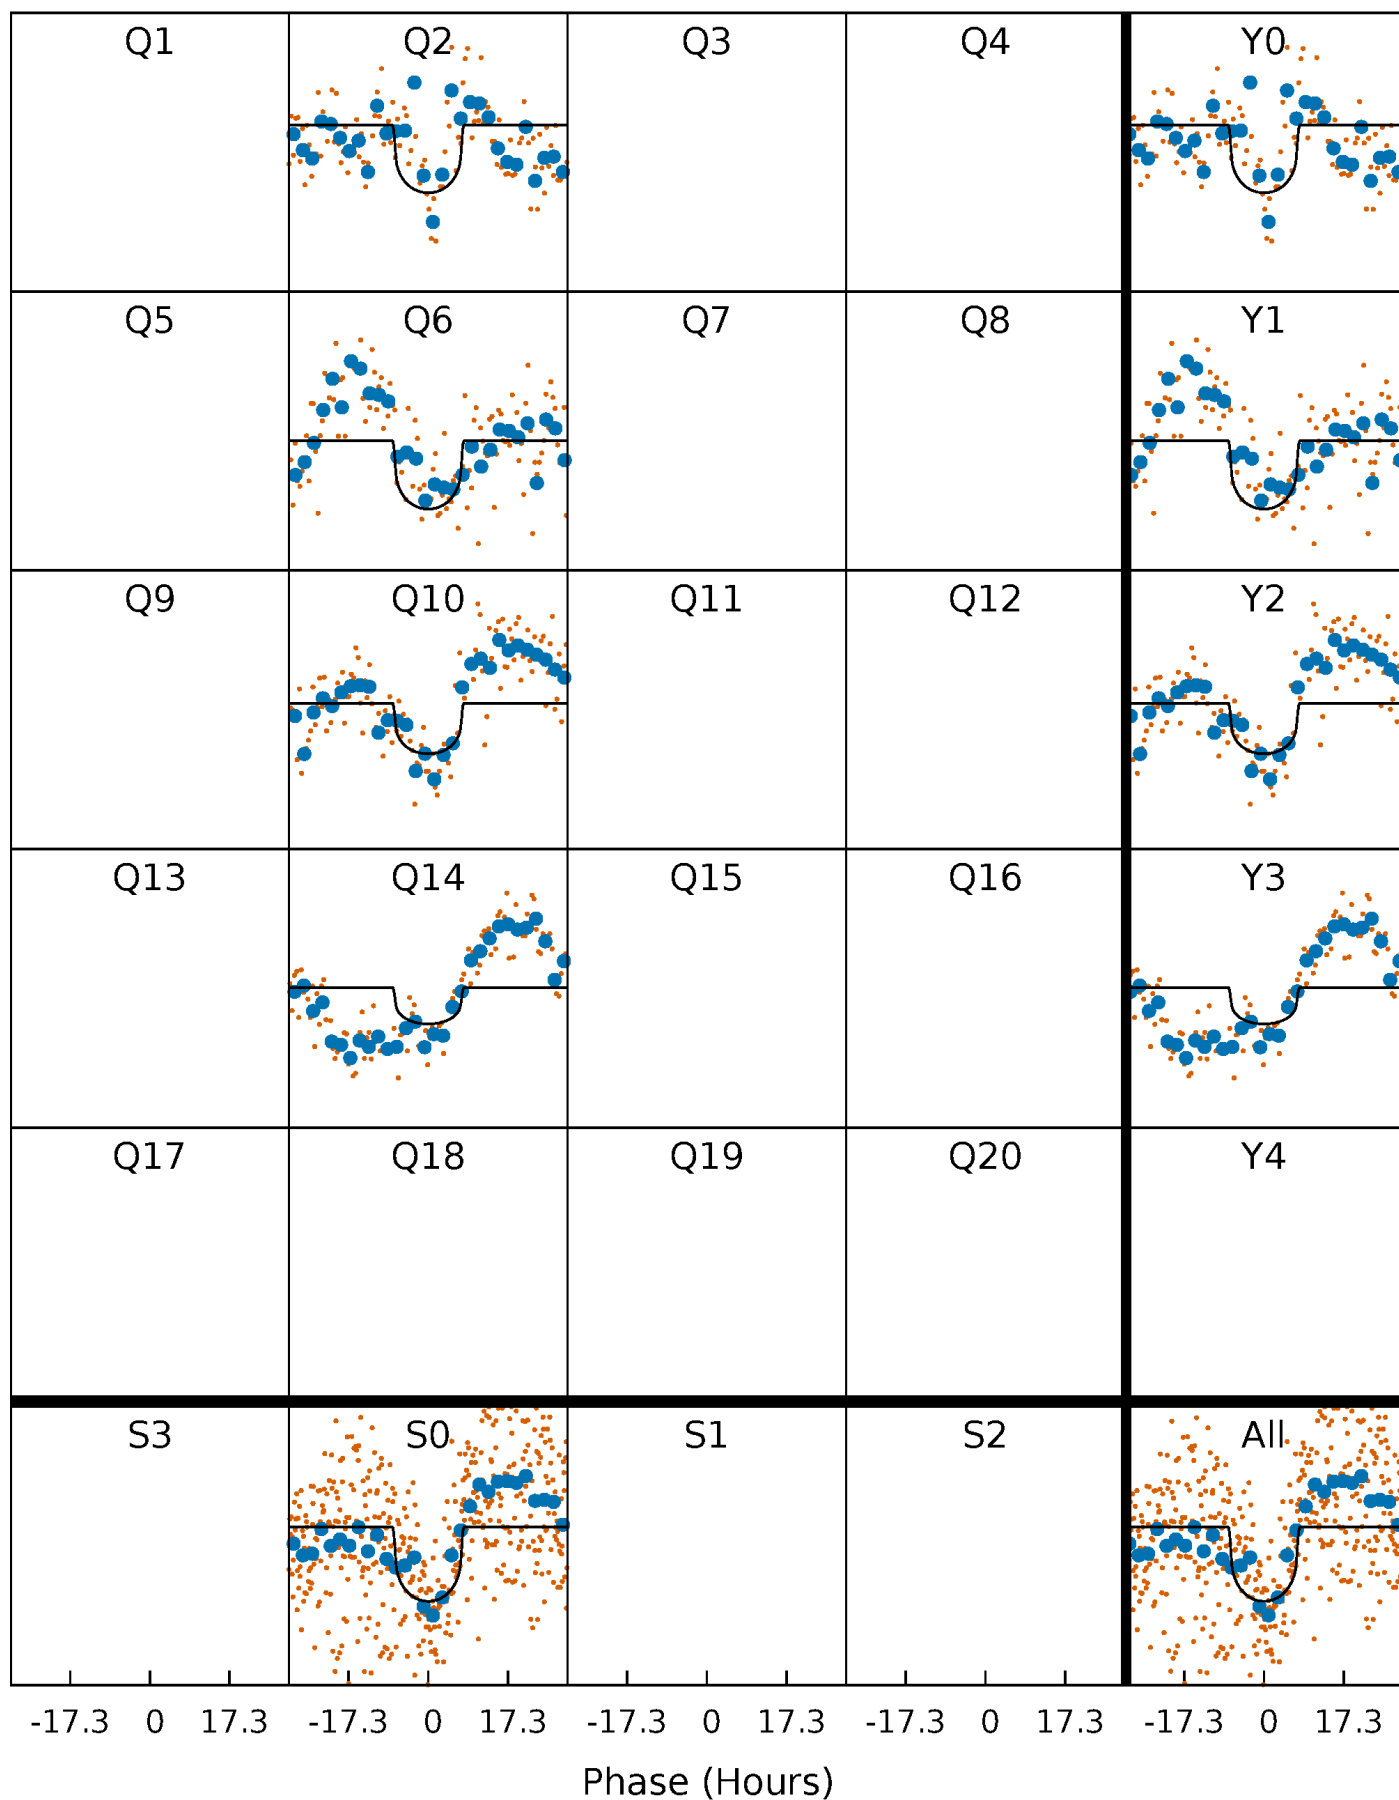 Q1 Q2 Q3 Q4 Y0
Q5 Q6 Q7 Q8 Y1
Q9 Q10 Q11 Q12 Y2
Q13 Q14 Q15 Q16 Y3
Q17 Q18 Q19 Q20 Y4
S3 S0 S1 S2 All
-17.3 0 17.3 -17.3 0 17.3 -17.3 0 17.3 -17.3 0 17.3 -17.3 0 17.3
Phase (Hours)